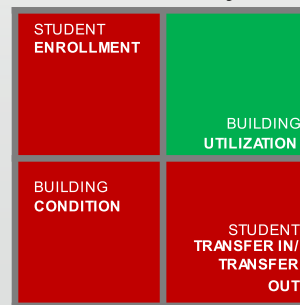 STUDENT
ENROLLMENT
BUILDING
UTILIZATION
BUILDING
CONDITION
STUDENT
TRANSFER IN/
TRANSFER
OUT